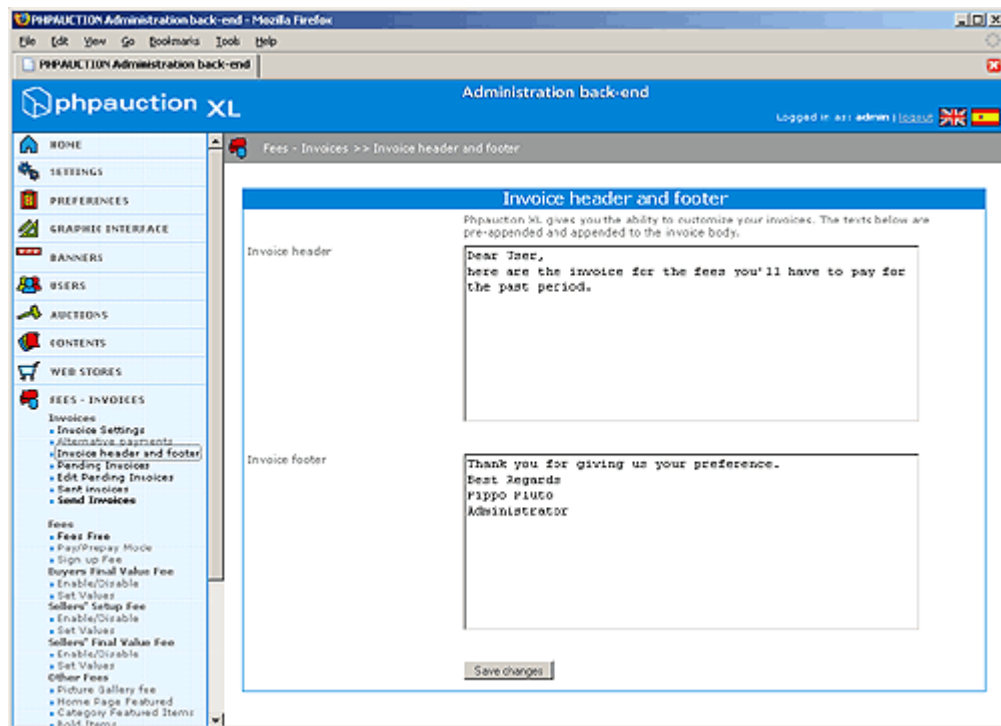 PHPAUCTION Administration back-end - Mozilla Firefox
File Edit View Go Bookmarks Tools Help
PHPAUCTION Administration back-end
phpauction XL
Administration back-end
Logged in as: admin | logout
HOME
Fees - Invoices >> Invoice header and footer
SETTINGS
PREFERENCES
GRAPHIC INTERFACE
BANNERS
USERS
AUCTIONS
CONTENTS
WEB STORES
FEES - INVOICES
Invoices
Invoice Settings
Alternative payments
Invoice header and footer
Pending Invoices
Edit Pending Invoices
Sent invoices
Send Invoices
Fees
Fees Free
Pay/Prepay Mode
Sign up Fee
Buyers Final Value Fee
Enable/Disable
Set Values
Sellers' Setup Fee
Enable/Disable
Set Values
Sellers' Final Value Fee
Enable/Disable
Set Values
Other Fees
Picture Gallery fee
Home Page Featured
Category Featured Items
Bold Items
Invoice header and footer
Phpauction XL gives you the ability to customize your invoices. The texts below are
pre-appended and appended to the invoice body.
Invoice header
Dear User,
here are the invoice for the fees you'll have to pay for
the past period.
Invoice footer
Thank you for giving us your preference.
Best Regards
Pippo Pluto
Administrator
Save changes